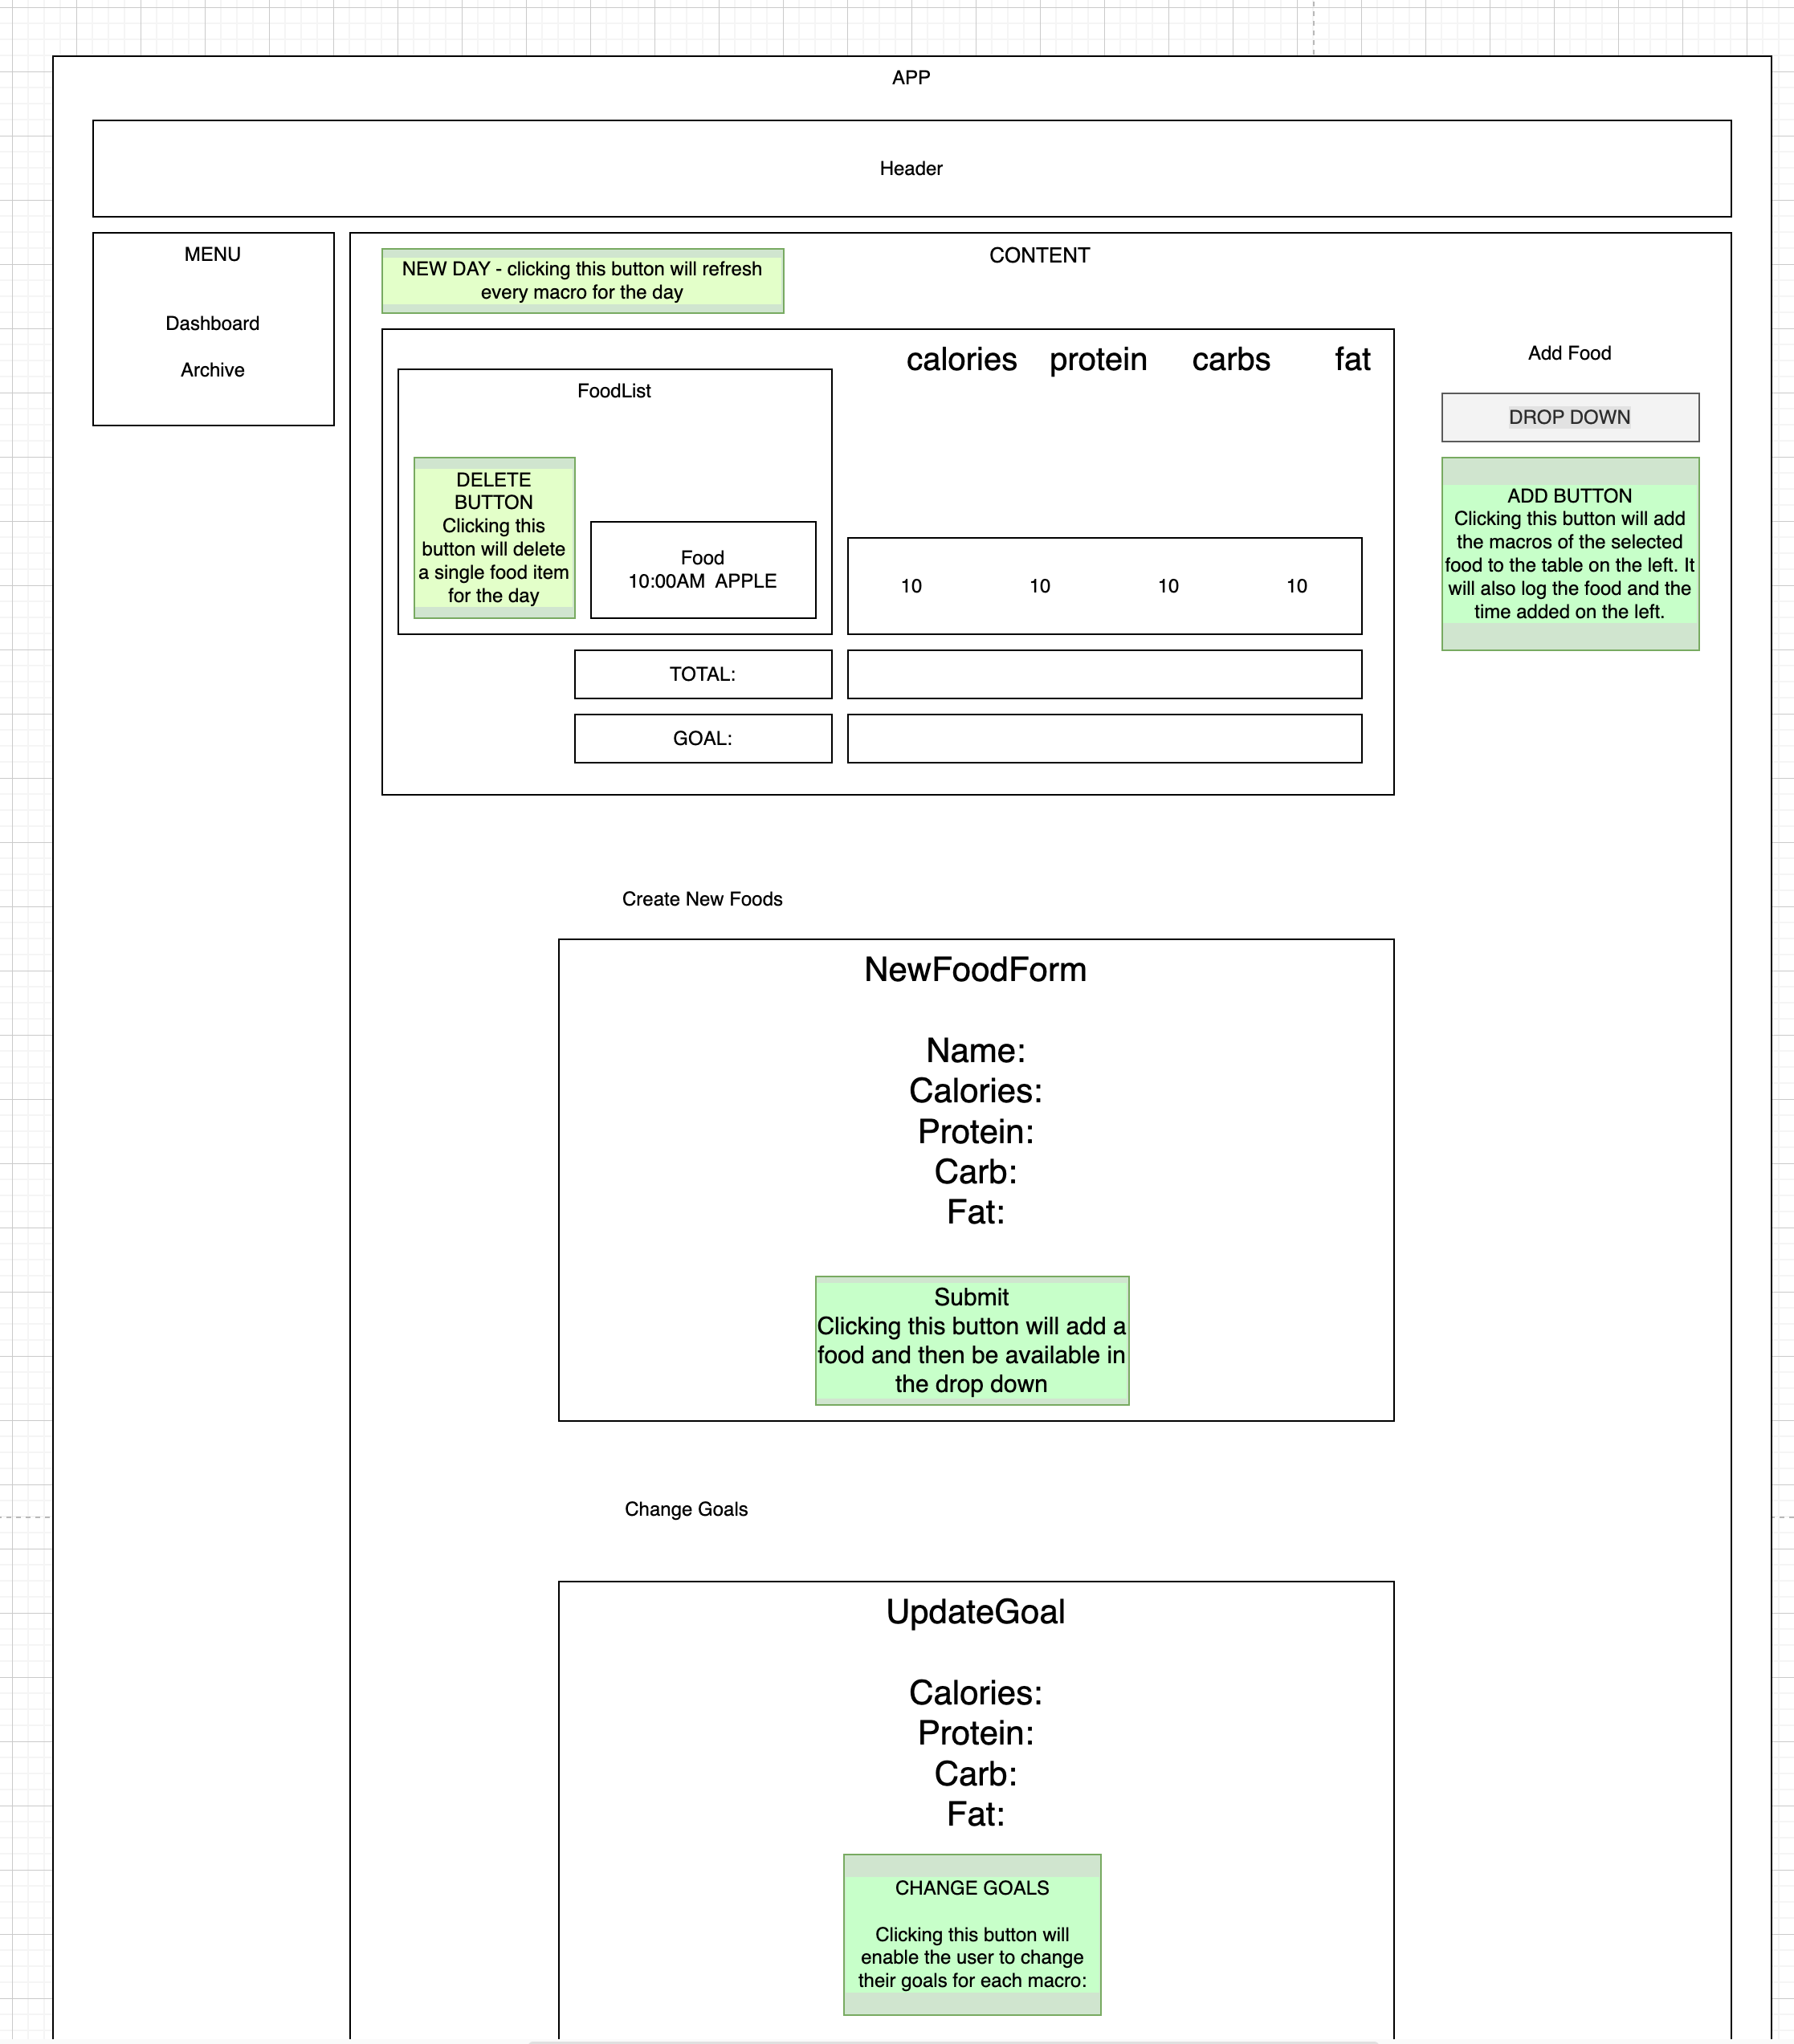 APP
Header
MENU
Dashboard
Archive
CONTENT
NEW DAY - clicking this button will refresh
every macro for the day
calories protein carbs fat
FoodList
DELETE
BUTTON
Clicking this
button will delete
a single food item
for the day
Food
10:00AM  APPLE
10 10 10 10
TOTAL:
GOAL:
Add Food
DROP DOWN
ADD BUTTON
Clicking this button will add
the macros of the selected
food to the table on the left. It
will also log the food and the
time added on the left.
Create New Foods
NewFoodForm
Name:
Calories:
Protein:
Carb:
Fat:
Submit
Clicking this button will add a
food and then be available in
the drop down
Change Goals
UpdateGoal
Calories:
Protein:
Carb:
Fat:
CHANGE GOALS
Clicking this button will
enable the user to change
their goals for each macro: